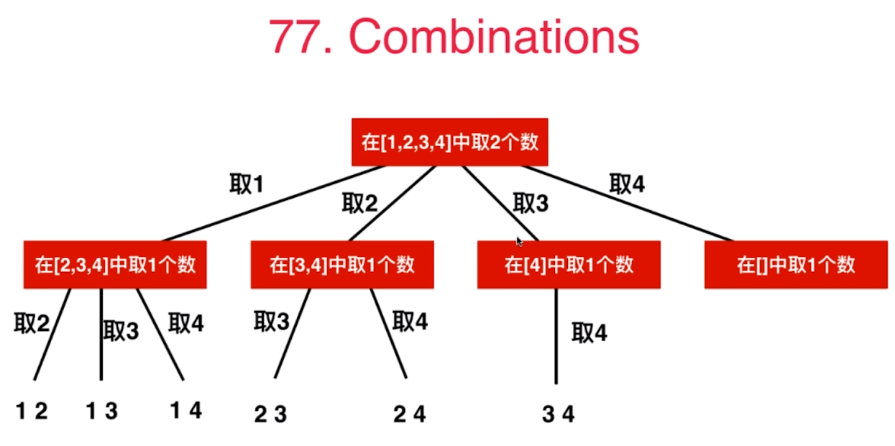 77. Combinations
在[1,2,3,4]中取2个数
取1
取2
取3
取4
在[2,3,4]中取1个数
在[3,4]中取1个数
在[4]中取1个数
在[]中取1个数
取2
取3
取4
取3
取4
取4
1 2
1 3
1 4
2 3
2 4
3 4